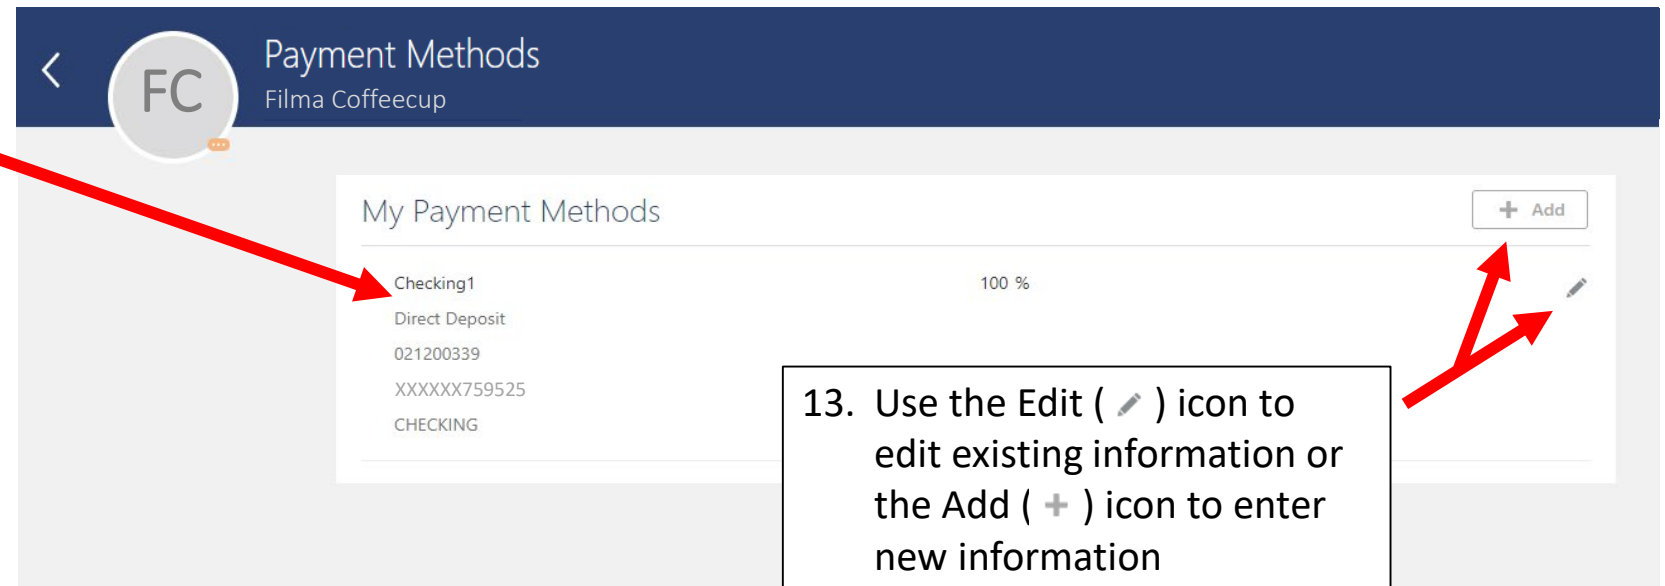 FC
Payment Methods
Filma Coffeecup
My Payment Methods
+ Add
Checking1
100 %
Direct Deposit
021200339
XXXXXX759525
CHECKING
13. Use the Edit ( ) icon to
edit existing information or
the Add ( + ) icon to enter
new information